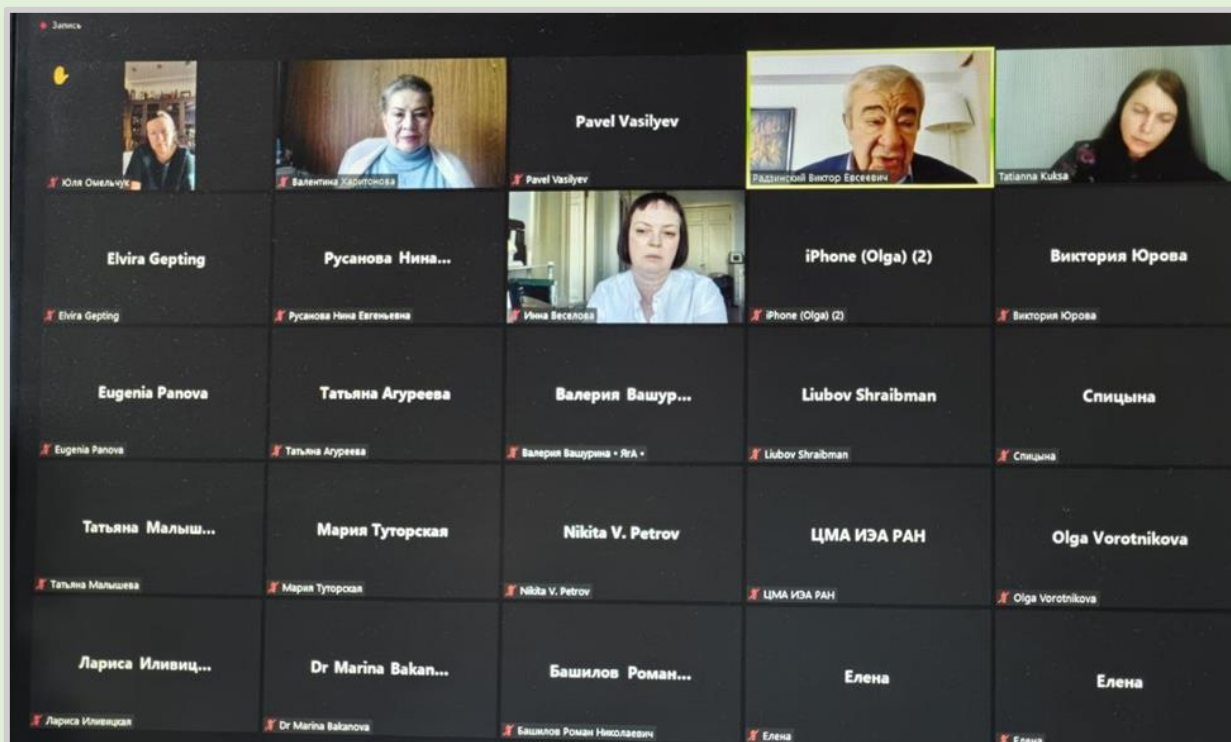 Запись
Юля Омельчук
Валентина Харитонова
Pavel Vasilyev
Pavel Vasilyev
Радзинский Виктор Евсеевич
Tatianna Kuksa
Elvira Gepting
Elvira Gepting
Русанова Нина...
Русанова Нина Евгеньевна
Инна Веселова
iPhone (Olga) (2)
iPhone (Olga) (2)
Виктория Юрова
Виктория Юрова
Eugenia Panova
Eugenia Panova
Татьяна Агуреева
Татьяна Агуреева
Валерия Вашур...
Валерия Вашурина • ЯгА •
Liubov Shraibman
Liubov Shraibman
Спицына
Спицына
Татьяна Малыш...
Татьяна Малышева
Мария Туторская
Мария Туторская
Nikita V. Petrov
Nikita V. Petrov
ЦМА ИЭА РАН
ЦМА ИЭА РАН
Olga Vorotnikova
Olga Vorotnikova
Лариса Иливиц...
Лариса Иливицкая
Dr Marina Bakan...
Dr Marina Bakanova
Башилов Роман...
Башилов Роман Николаевич
Елена
Елена
Елена
Елена